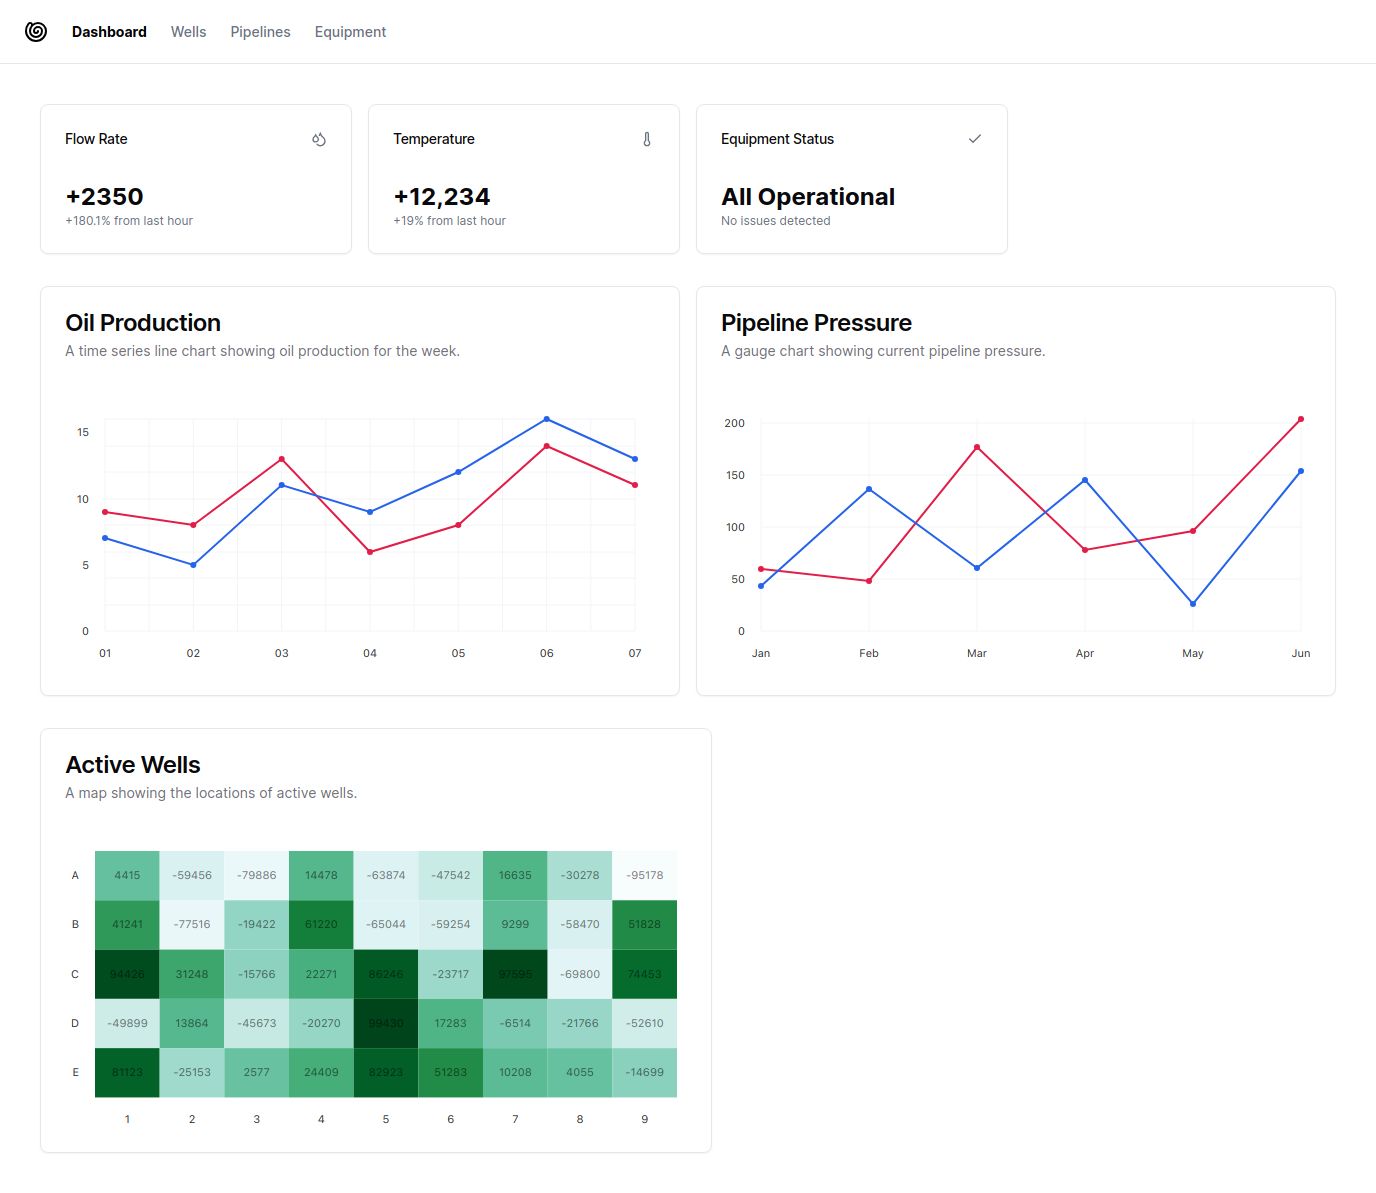 Dashboard Wells Pipelines Equipment
Flow Rate
+2350
+180.1% from last hour
Temperature
+12,234
+19% from last hour
Equipment Status
All Operational
No issues detected
Oil Production
A time series line chart showing oil production for the week.
15
10
5
0
01 02 03 04 05 06 07
Pipeline Pressure
A gauge chart showing current pipeline pressure.
200
150
100
50
0
Jan Feb Mar Apr May Jun
Active Wells
A map showing the locations of active wells.
A 4415 -59456 -79886 14478 -63874 -47542 16635 -30278 -95178
B 41241 -77516 -19422 61220 -65044 -59254 9299 -58470 51828
C 94426 31248 -15766 22271 86246 -23717 97595 -69800 74453
D -49899 13864 -45673 -20270 99430 17283 -6514 -21766 -52610
E 81123 -25153 2577 24409 82923 51283 10208 4055 -14699
1 2 3 4 5 6 7 8 9